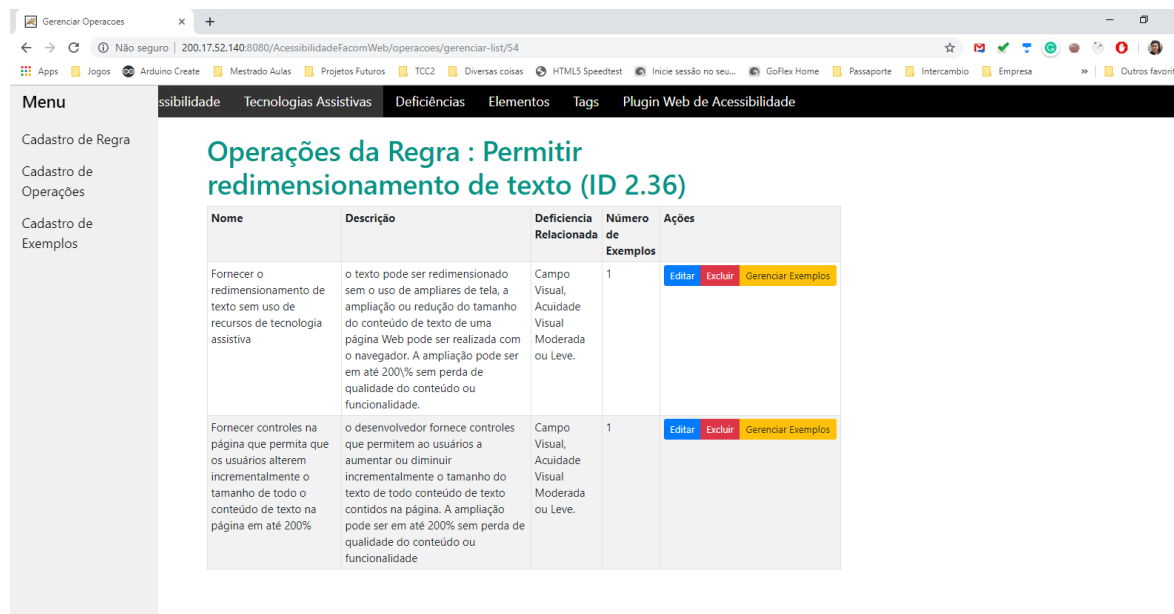 Gerenciar Operacoes
Não seguro | 200.17.52.140:8080/AcessibilidadeFacomWeb/operacoes/gerenciar-list/54
Apps Jogos Arduino Create Mestrado Aulas Projetos Futuros TCC2 Diversas coisas HTML5 Speedtest Inicie sessão no seu... GoFlex Home Passaporte Intercambio Empresa » Outros favorit
Menu
ssibilidade Tecnologias Assistivas Deficiências Elementos Tags Plugin Web de Acessibilidade
Cadastro de Regra
Cadastro de
Operações
Cadastro de
Exemplos
Operações da Regra : Permitir
redimensionamento de texto (ID 2.36)
Nome
Descrição
Deficiencia
Relacionada
Número
de
Exemplos
Ações
Fornecer o
redimensionamento de
texto sem uso de
recursos de tecnologia
assistiva
o texto pode ser redimensionado
sem o uso de ampliares de tela, a
ampliação ou redução do tamanho
do conteúdo de texto de uma
página Web pode ser realizada com
o navegador. A ampliação pode ser
em até 200\% sem perda de
qualidade do conteúdo ou
funcionalidade.
Campo
Visual,
Acuidade
Visual
Moderada
ou Leve.
1
Editar Excluir Gerenciar Exemplos
Fornecer controles na
página que permita que
os usuários alterem
incrementalmente o
tamanho de todo o
conteúdo de texto na
página em até 200%
o desenvolvedor fornece controles
que permitem ao usuários a
aumentar ou diminuir
incrementalmente o tamanho do
texto de todo conteúdo de texto
contidos na página. A ampliação
pode ser em até 200% sem perda de
qualidade do conteúdo ou
funcionalidade
Campo
Visual,
Acuidade
Visual
Moderada
ou Leve.
1
Editar Excluir Gerenciar Exemplos